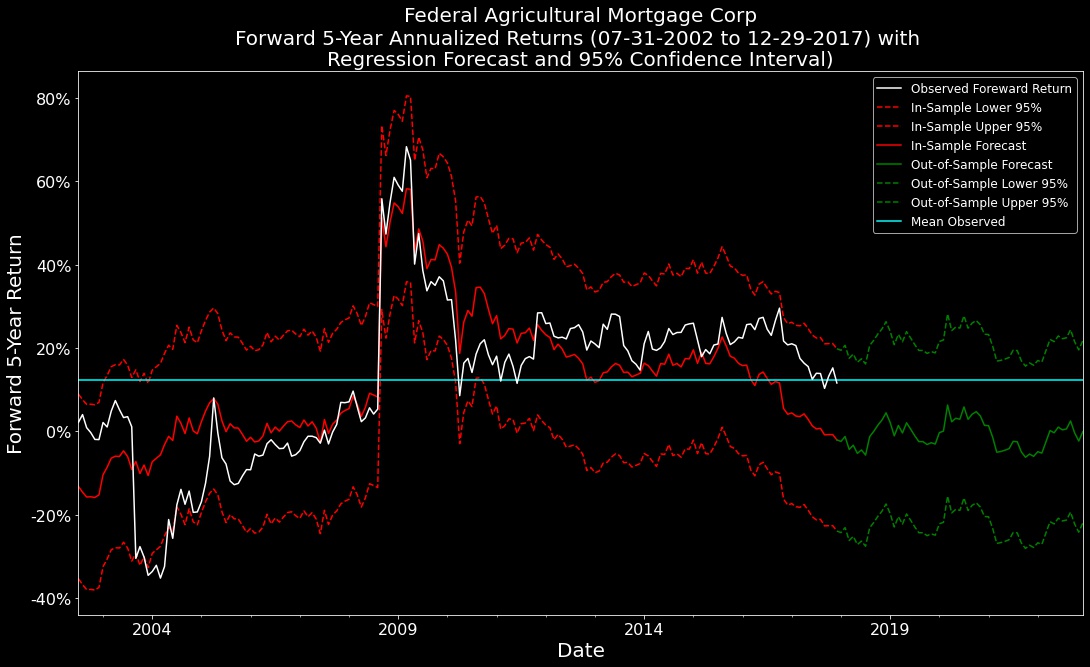 Federal Agricultural Mortgage Corp
Forward 5-Year Annualized Returns (07-31-2002 to 12-29-2017) with
Regression Forecast and 95% Confidence Interval)
Observed Foreward Return
In-Sample Lower 95%
In-Sample Upper 95%
In-Sample Forecast
Out-of-Sample Forecast
Out-of-Sample Lower 95%
Out-of-Sample Upper 95%
Mean Observed
Forward 5-Year Return
80%
60%
40%
20%
0%
-20%
-40%
2004
2009
2014
2019
Date